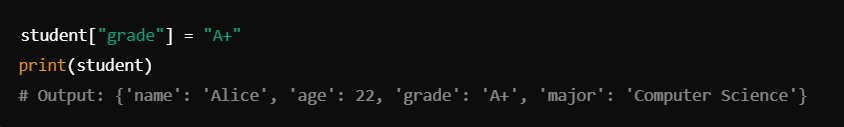 student["grade"] = "A+"
print(student)
# Output: {'name': 'Alice', 'age': 22, 'grade': 'A+', 'major': 'Computer Science'}